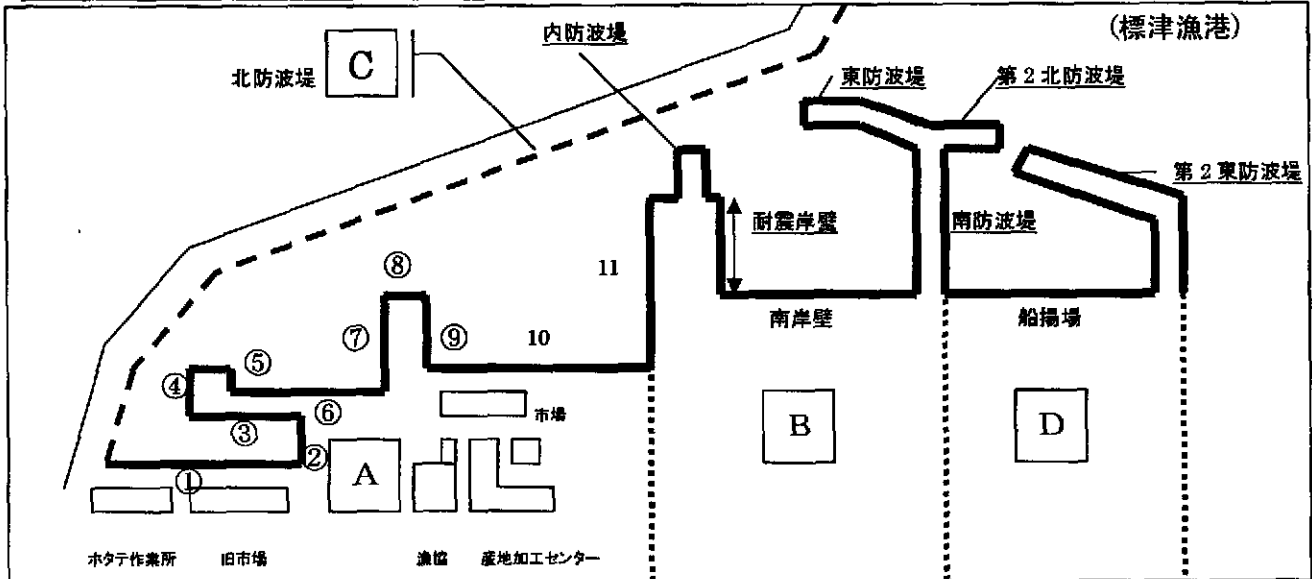 (標津漁港)
内防波堤
北防波堤
C
東防波堤
第2北防波堤
第2東防波堤
耐震岸壁
南防波堤
⑧
11
南岸壁
船揚場
⑦
⑨
10
⑤
④
⑥
市場
③
②
①
A
B
D
ホタテ作業所
旧市場
漁協
産地加工センター